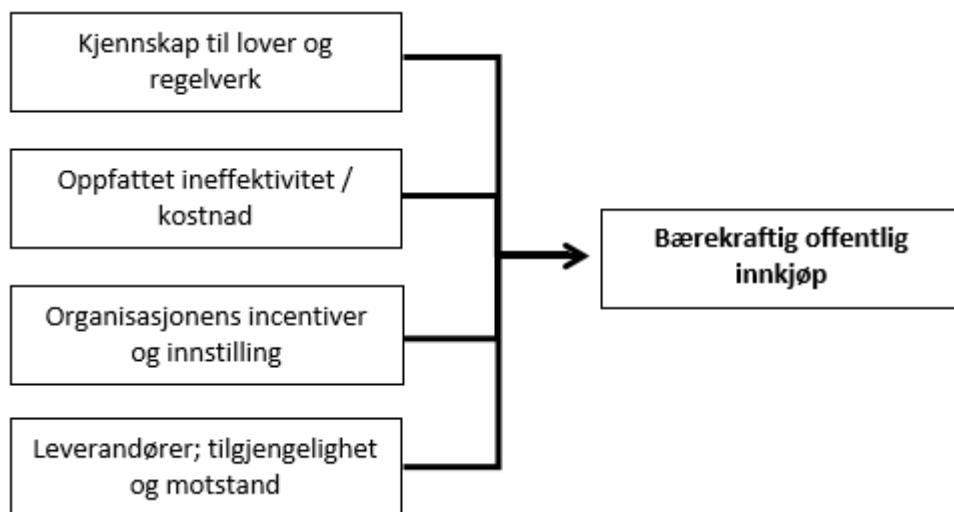 Kjennskap til lover og
regelverk
Oppfattet ineffektivitet /
kostnad
Organisasjonens incentiver
og innstilling
Leverandører; tilgjengelighet
og motstand
Bærekraftig offentlig
innkjøp